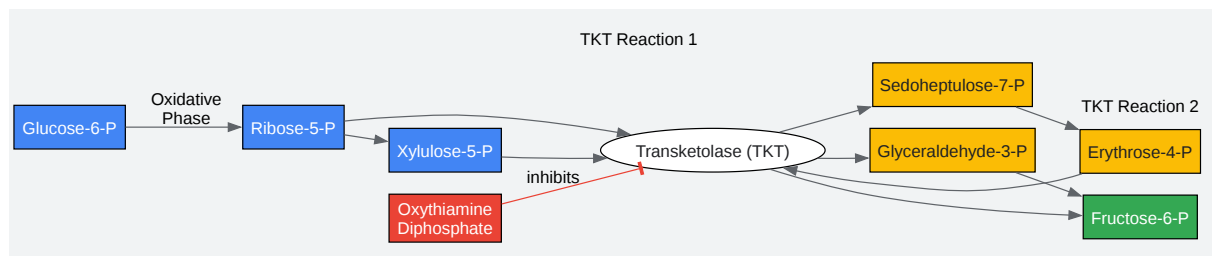 TKT Reaction 1
Sedoheptulose-7-P
Oxidative
Phase
TKT Reaction 2
Glucose-6-P
Ribose-5-P
Xylulose-5-P
Transketolase (TKT)
Glyceraldehyde-3-P
Erythrose-4-P
inhibits
Oxythiamine
Diphosphate
Fructose-6-P